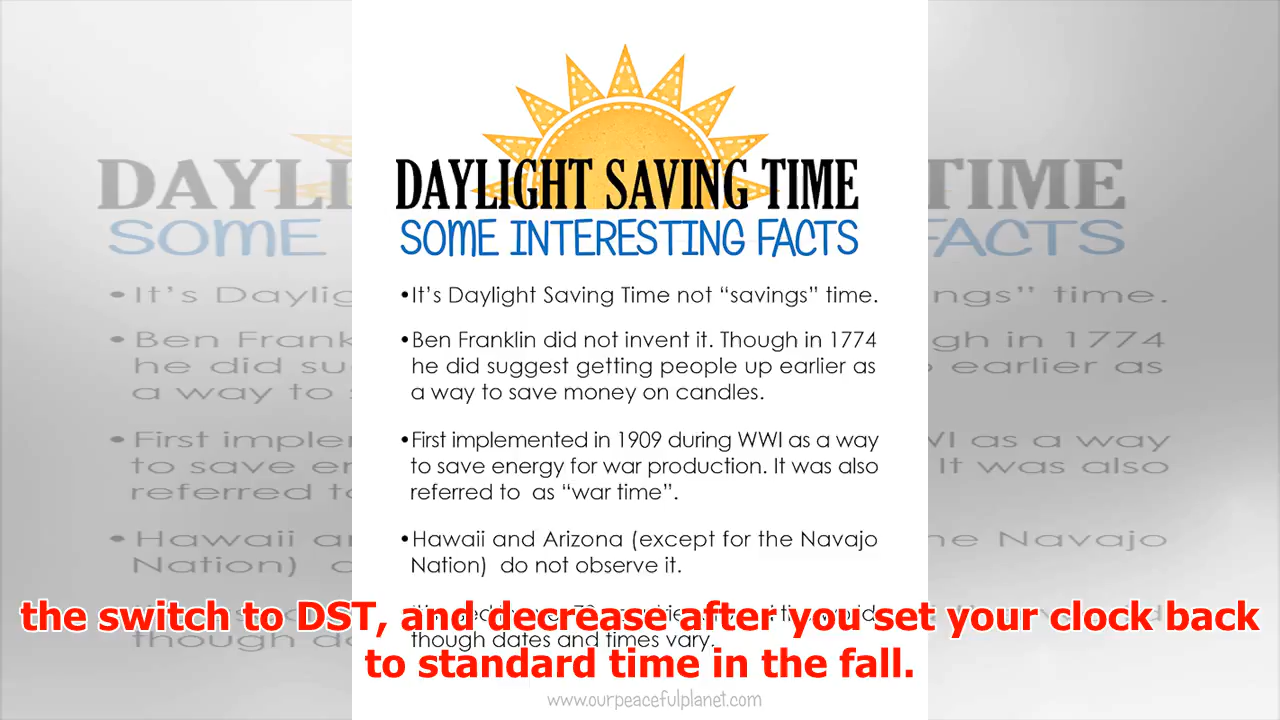 DAYLIGHT SAVING TIME
SOME INTERESTING FACTS
•It's Daylight Saving Time not “savings” time.
•Ben Franklin did not invent it. Though in 1774
he did suggest getting people up earlier as
a way to save money on candles.
•First implemented in 1909 during WWI as a way
to save energy for war production. It was also
referred to as “war time”.
•Hawaii and Arizona (except for the Navajo
Nation) do not observe it.
though dates and times vary.
the switch to DST, and decrease after you set your clock back
to standard time in the fall.
www.ourpeacefulplanet.com